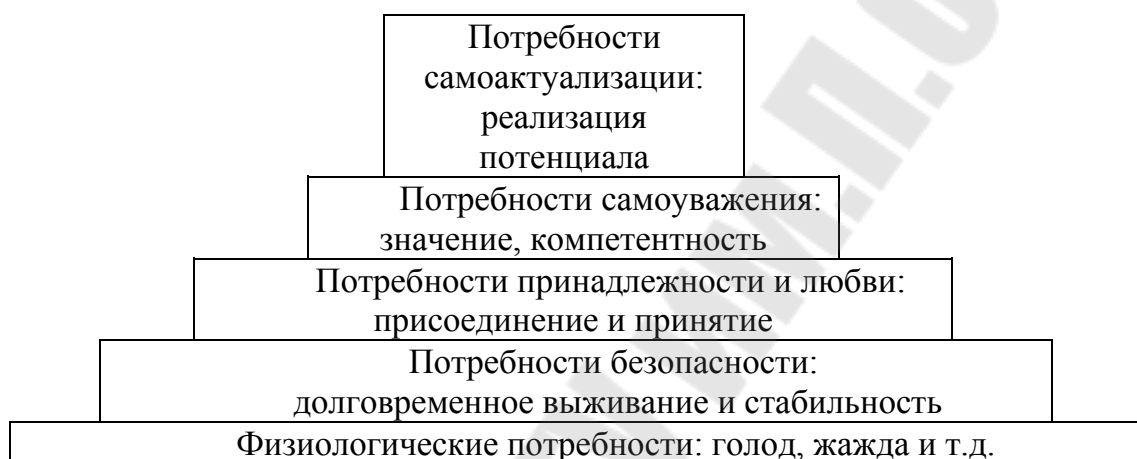 Потребности
самоактуализации:
реализация
потенциала
Потребности самоуважения:
значение, компетентность
Потребности принадлежности и любви:
присоединение и принятие
Потребности безопасности:
долговременное выживание и стабильность
Физиологические потребности: голод, жажда и т.д.